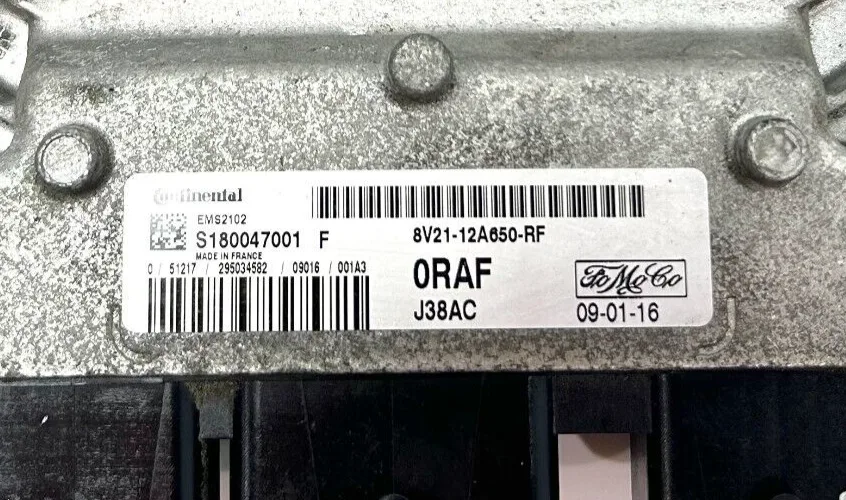 Continental
EMS2102
S180047001 F
MADE IN FRANCE
0 / 51217 / 295034582 / 09016 / 001A3
8V21-12A650-RF
0RAF
J38AC
FoMoCo
09-01-16